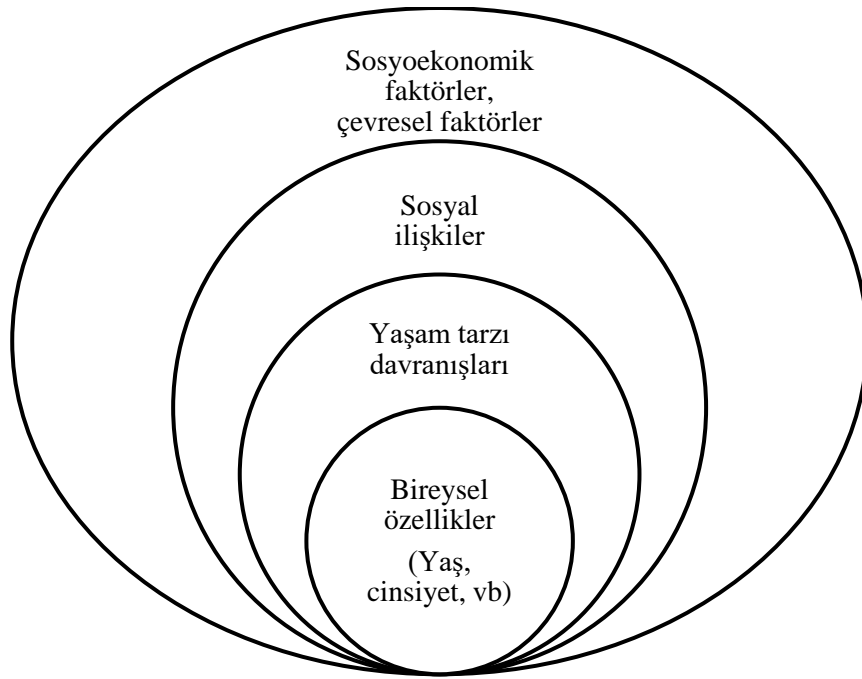 Sosyoekonomik
faktörler,
çevresel faktörler
Sosyal
ilişkiler
Yaşam tarzı
davranışları
Bireysel
özellikler
(Yaş,
cinsiyet, vb)